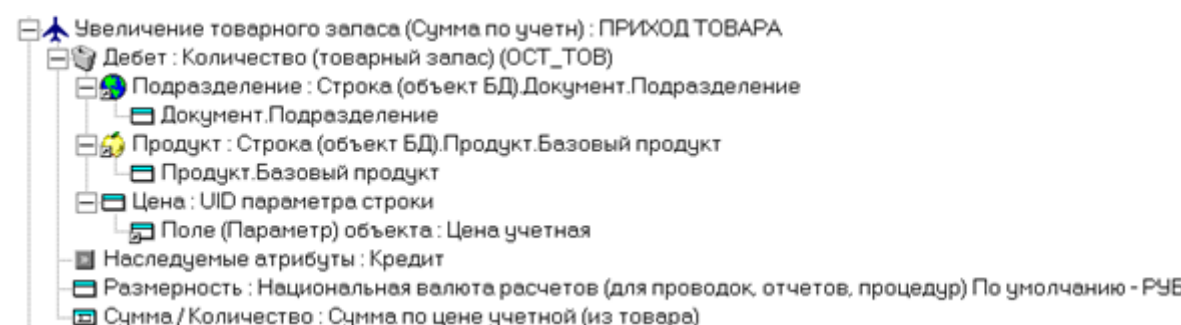 Увеличение товарного запаса (Сумма по учетн) : ПРИХОД ТОВАРА
Дебет : Количество (товарный запас) (ОСТ_ТОВ)
Подразделение : Строка (объект БД).Документ.Подразделение
Документ.Подразделение
Продукт : Строка (объект БД).Продукт.Базовый продукт
Продукт.Базовый продукт
Цена : UID параметра строки
Поле (Параметр) объекта : Цена учетная
Наследуемые атрибуты : Кредит
Размерность : Национальная валюта расчетов (для проводок, отчетов, процедур) По умолчанию - РУБ
Сумма / Количество : Сумма по цене учетной (из товара)